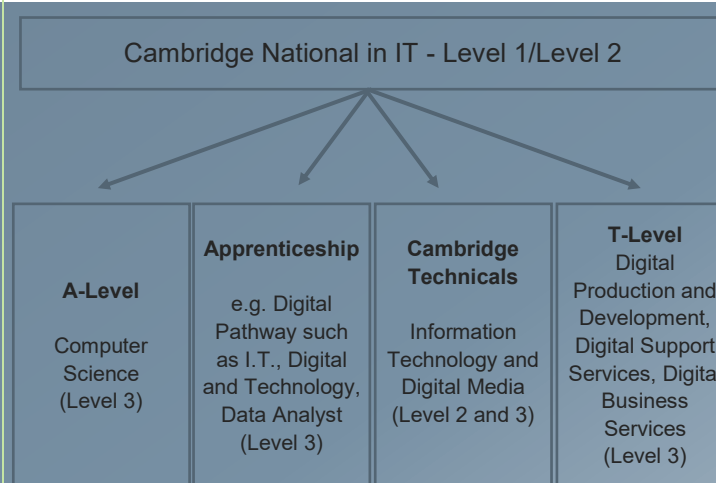 Cambridge National in IT - Level 1/Level 2
A-Level
Computer
Science
(Level 3)
Apprenticeship
e.g. Digital
Pathway such
as I.T., Digital
and Technology,
Data Analyst
(Level 3)
Cambridge
Technicals
Information
Technology and
Digital Media
(Level 2 and 3)
T-Level
Digital
Production and
Development,
Digital Support
Services, Digital
Business
Services
(Level 3)